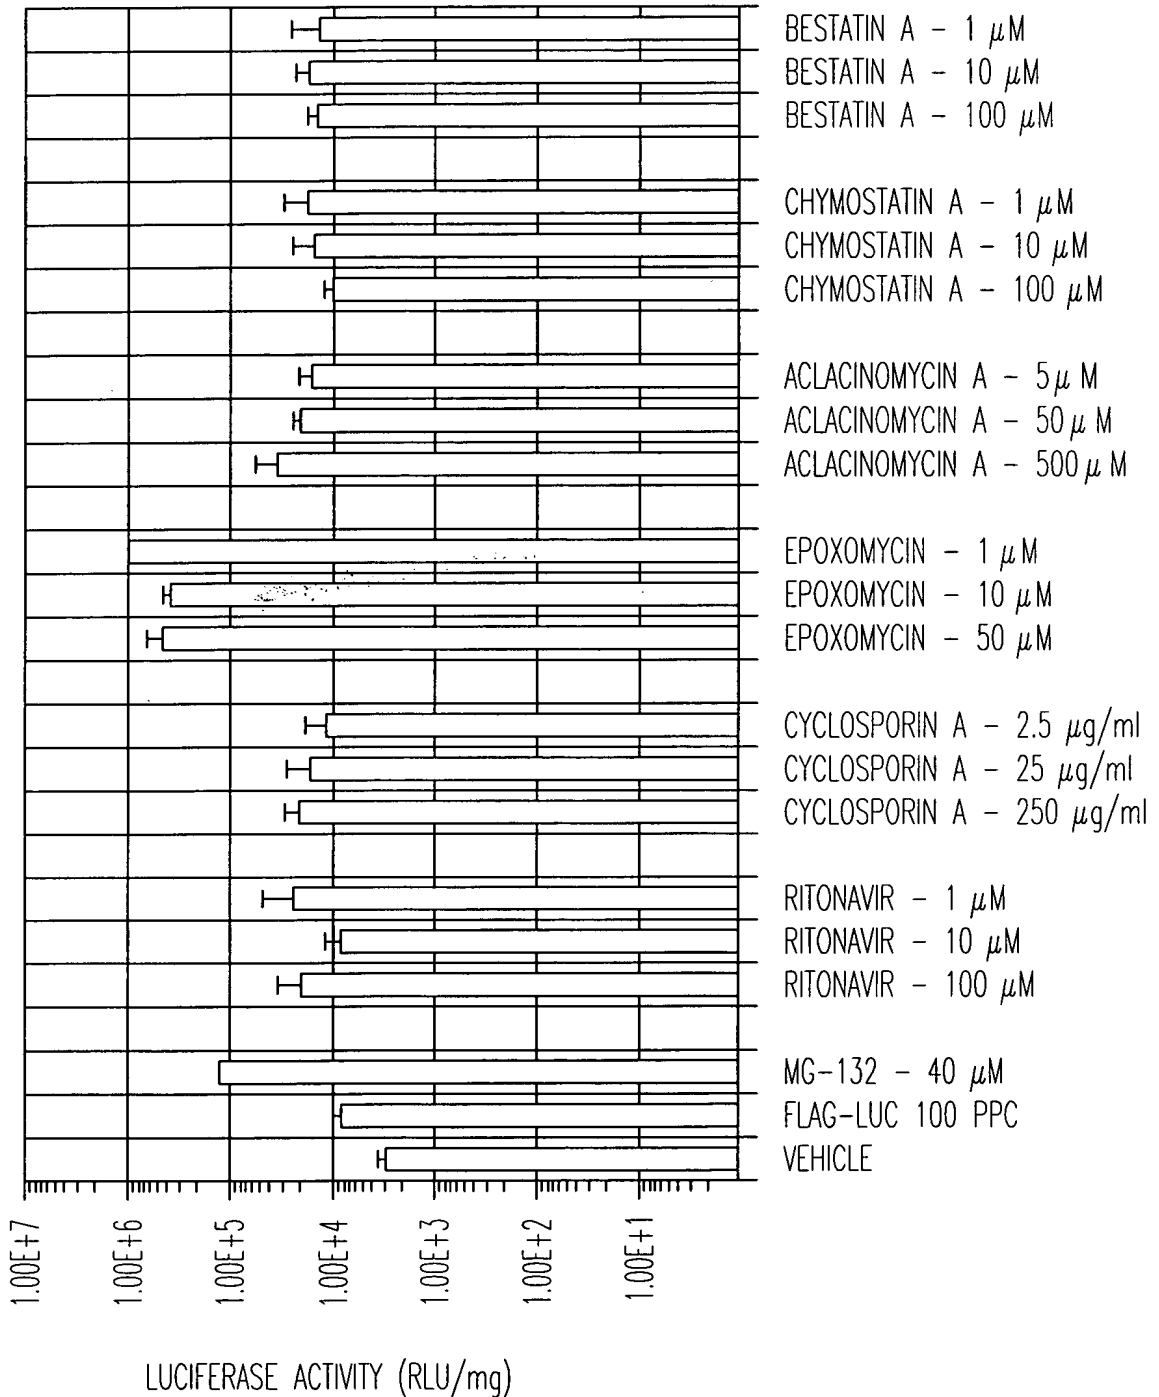 BESTATIN A - 1 μM
BESTATIN A - 10 μM
BESTATIN A - 100 μM
CHYMOSTATIN A - 1 μM
CHYMOSTATIN A - 10 μM
CHYMOSTATIN A - 100 μM
ACLACINOMYCIN A - 5μM
ACLACINOMYCIN A - 50μM
ACLACINOMYCIN A - 500μM
EPOXOMYCIN - 1 μM
EPOXOMYCIN - 10 μM
EPOXOMYCIN - 50 μM
CYCLOSPORIN A - 2.5 μg/ml
CYCLOSPORIN A - 25 μg/ml
CYCLOSPORIN A - 250 μg/ml
RITONAVIR - 1 μM
RITONAVIR - 10 μM
RITONAVIR - 100 μM
MG-132 - 40 μM
FLAG-LUC 100 PPC
VEHICLE
1.00E+7
1.00E+6
1.00E+5
1.00E+4
1.00E+3
1.00E+2
1.00E+1
LUCIFERASE ACTIVITY (RLU/mg)